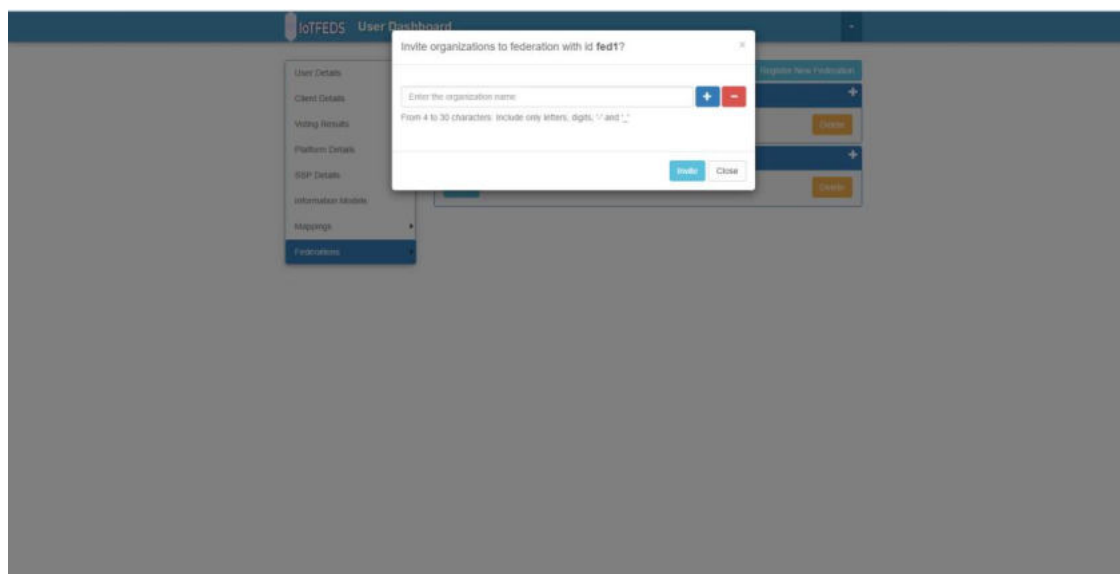 IoTFEDS User Dashboard
Invite organizations to federation with id fed1?
×
Enter the organization name
From 4 to 30 characters. Include only letters, digits, '-' and '_'
Invite
Close
User Details
Client Details
Voting Results
Platform Details
SSP Details
Information Models
Mappings
Federations
Register New Federation
Delete
Delete